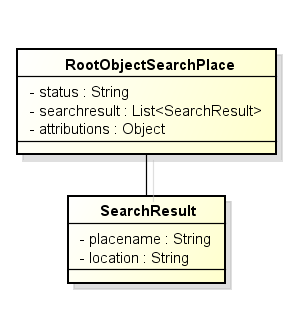 RootObjectSearchPlace
- status : String
- searchresult : List<SearchResult>
- attributions : Object
SearchResult
- placename : String
- location : String